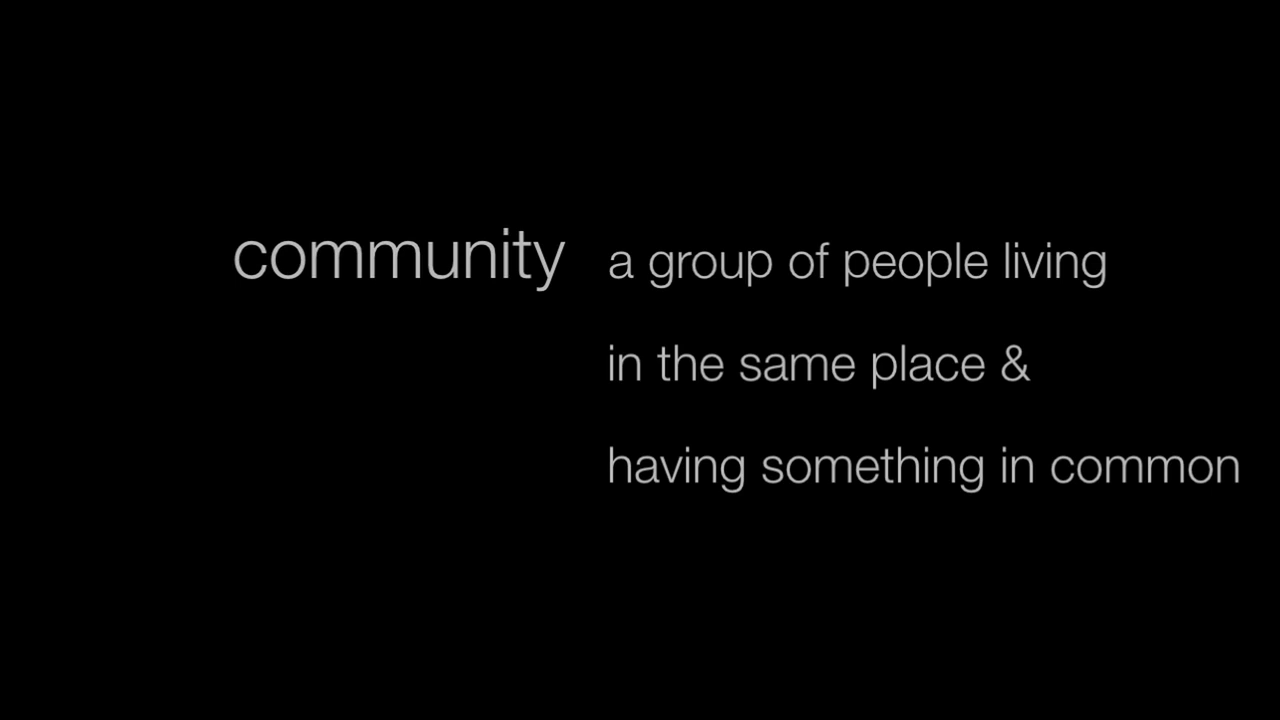 community a group of people living
in the same place &
having something in common